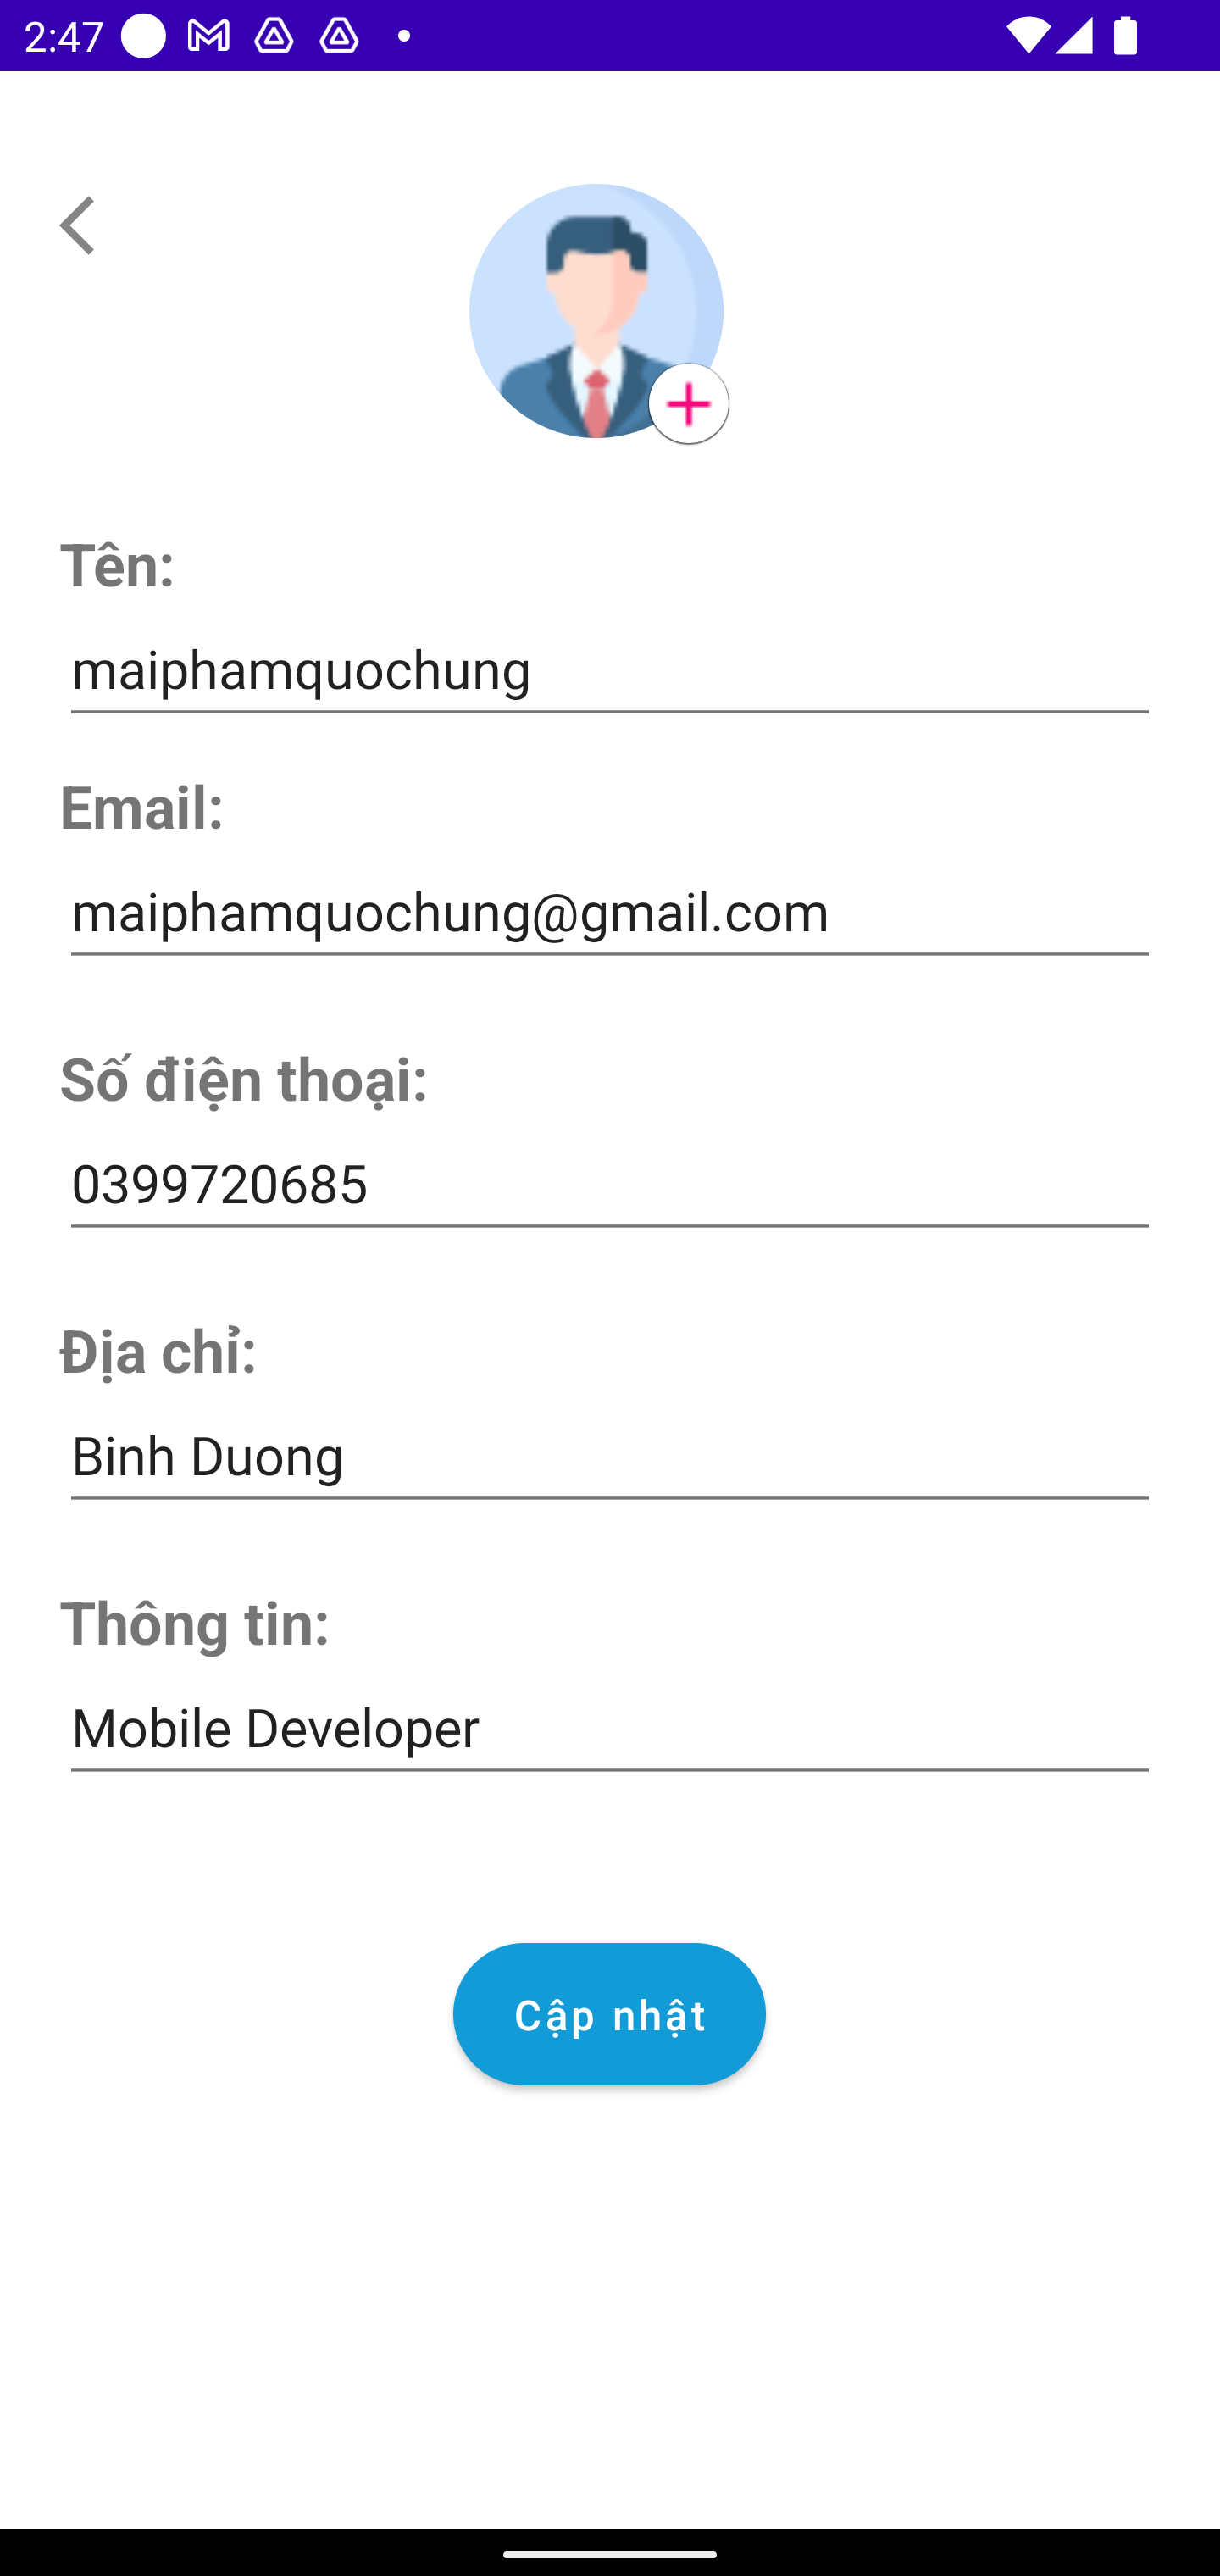 2:47
Tên:
maiphamquochung
Email:
maiphamquochung@gmail.com
Số điện thoại:
0399720685
Địa chỉ:
Binh Duong
Thông tin:
Mobile Developer
Cập nhật